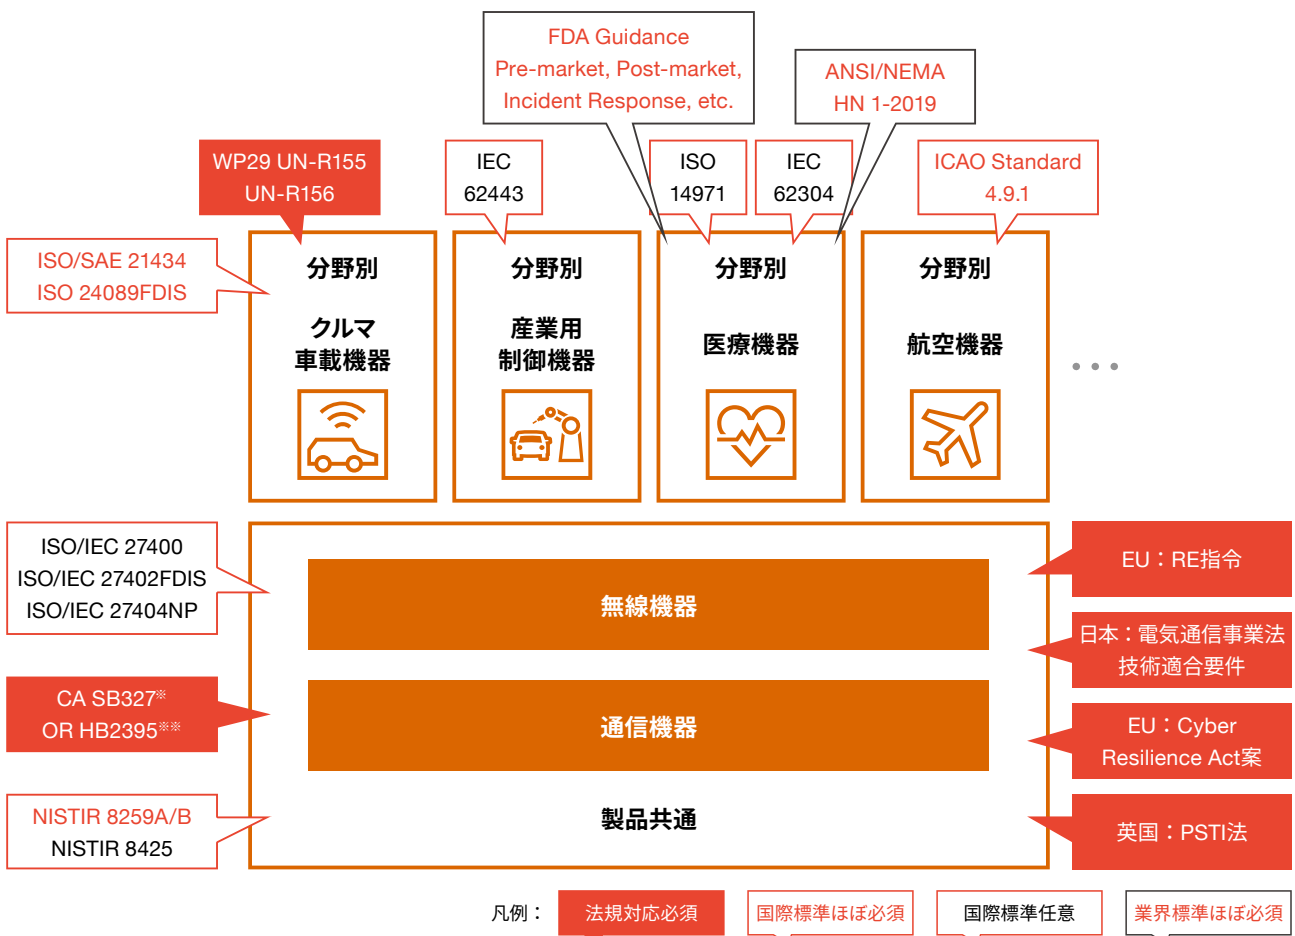 FDA Guidance
Pre-market, Post-market,
Incident Response, etc.
ANSI/NEMA
HN 1-2019
WP29 UN-R155
UN-R156
IEC
62443
ISO
14971
IEC
62304
ICAO Standard
4.9.1
ISO/SAE 21434
ISO 24089FDIS
分野別
クルマ
車載機器
分野別
産業用
制御機器
分野別
医療機器
分野別
航空機器
…
ISO/IEC 27400
ISO/IEC 27402FDIS
ISO/IEC 27404NP
CA SB327※
OR HB2395※※
NISTIR 8259A/B
NISTIR 8425
無線機器
通信機器
製品共通
EU：RE指令
日本：電気通信事業法
技術適合要件
EU：Cyber
Resilience Act案
英国：PSTI法
凡例：
法規対応必須
国際標準ほぼ必須
国際標準任意
業界標準ほぼ必須